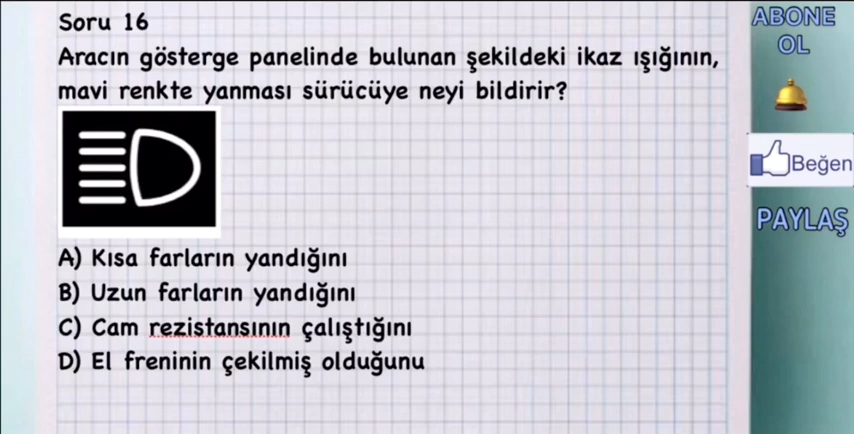 Soru 16
Aracın gösterge panelinde bulunan şekildeki ikaz ışığının,
mavi renkte yanması sürücüye neyi bildirir?
A) Kısa farların yandığını
B) Uzun farların yandığını
C) Cam rezistansının çalıştığını
D) El freninin çekilmiş olduğunu
ABONE
OL
Beğen
PAYLAŞ